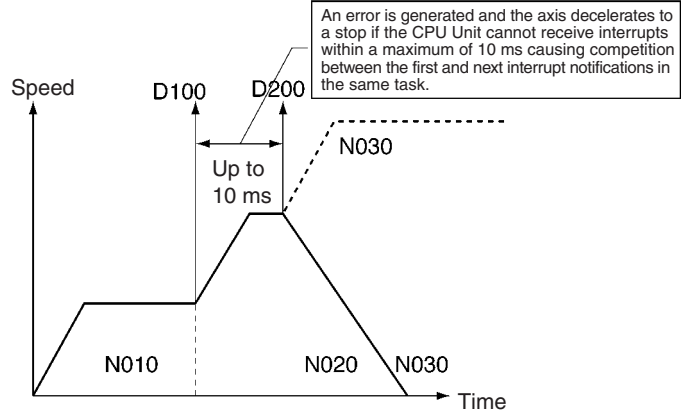 An error is generated and the axis decelerates to
a stop if the CPU Unit cannot receive interrupts
within a maximum of 10 ms causing competition
between the first and next interrupt notifications in
the same task.
Speed
D100
D200
N030
Up to
10 ms
N010
N020
N030
Time